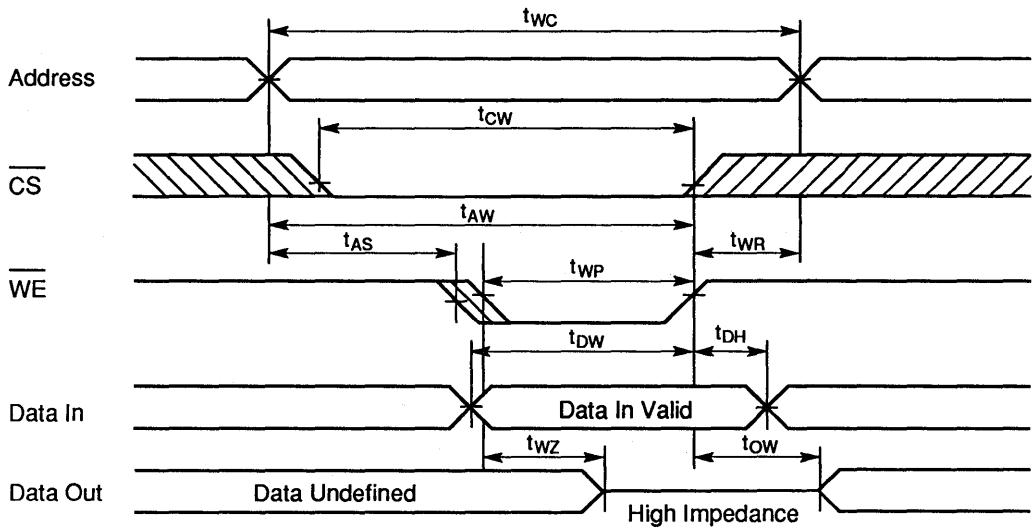 tWC
Address
tCW
CS
tAW
tAS
tWR
WE
tWP
tDW
tDH
Data In
Data In Valid
tWZ
tOW
Data Out
Data Undefined
High Impedance